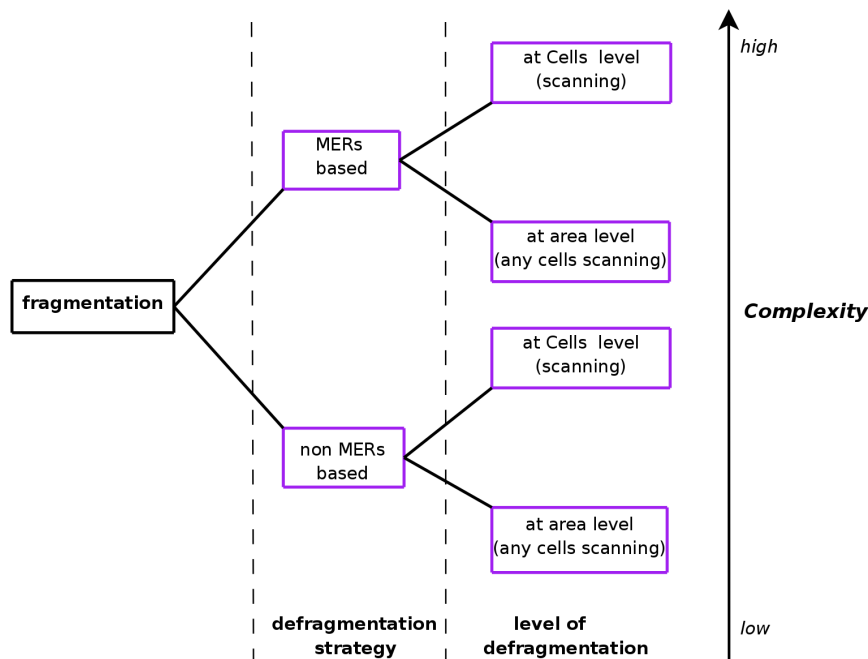 high
at Cells level
(scanning)
MERs
based
at area level
(any cells scanning)
fragmentation
Complexity
at Cells level
(scanning)
non MERs
based
at area level
(any cells scanning)
defragmentation
strategy
level of
defragmentation
low